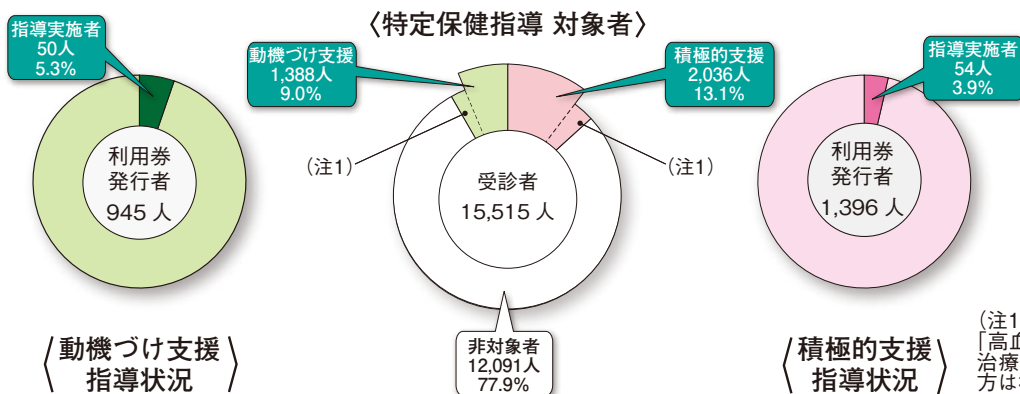 〈特定保健指導 対象者〉
指導実施者
50人
5.3%
利用券
発行者
945 人
〈動機づけ支援
指導状況〉
動機づけ支援
1,388人
9.0%
積極的支援
2,036人
13.1%
（注1）
（注1）
受診者
15,515 人
非対象者
12,091人
77.9%
指導実施者
54人
3.9%
利用券
発行者
1,396 人
〈積極的支援
指導状況〉
（注1
「高血
治療
方は